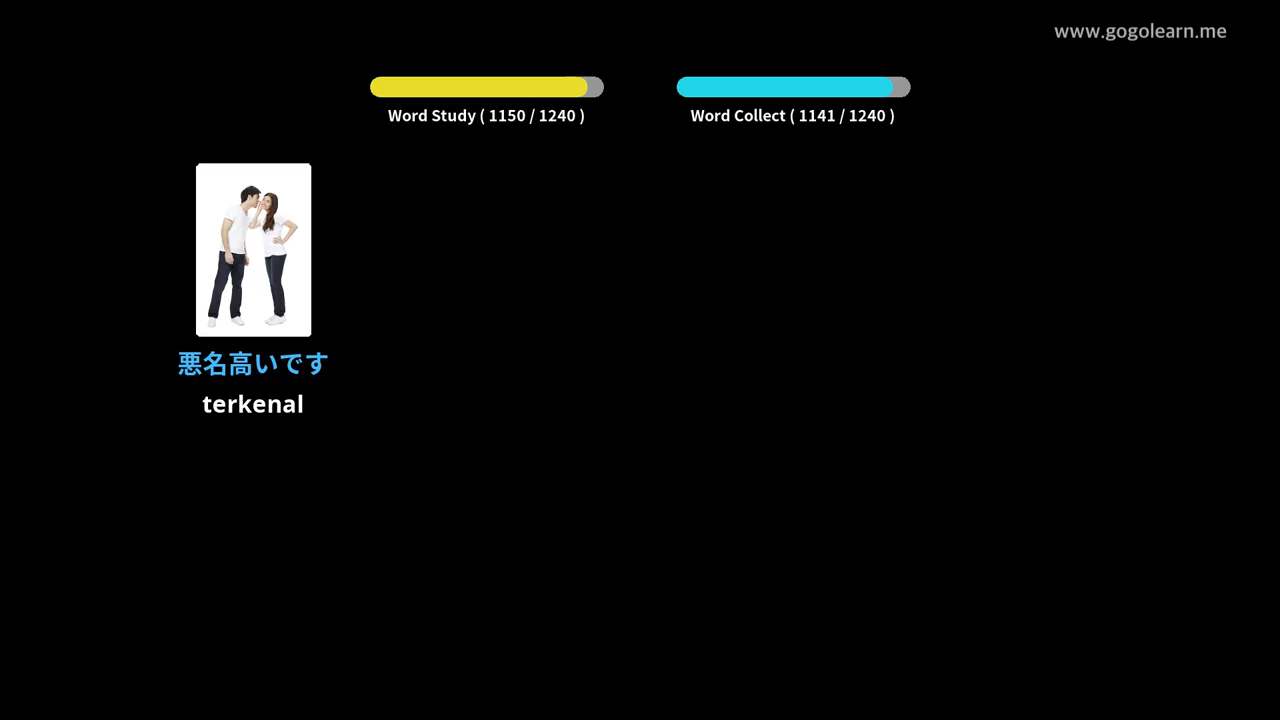 www.gogolearn.me
Word Study ( 1150 / 1240 )
Word Collect ( 1141 / 1240 )
悪名高いです
terkenal